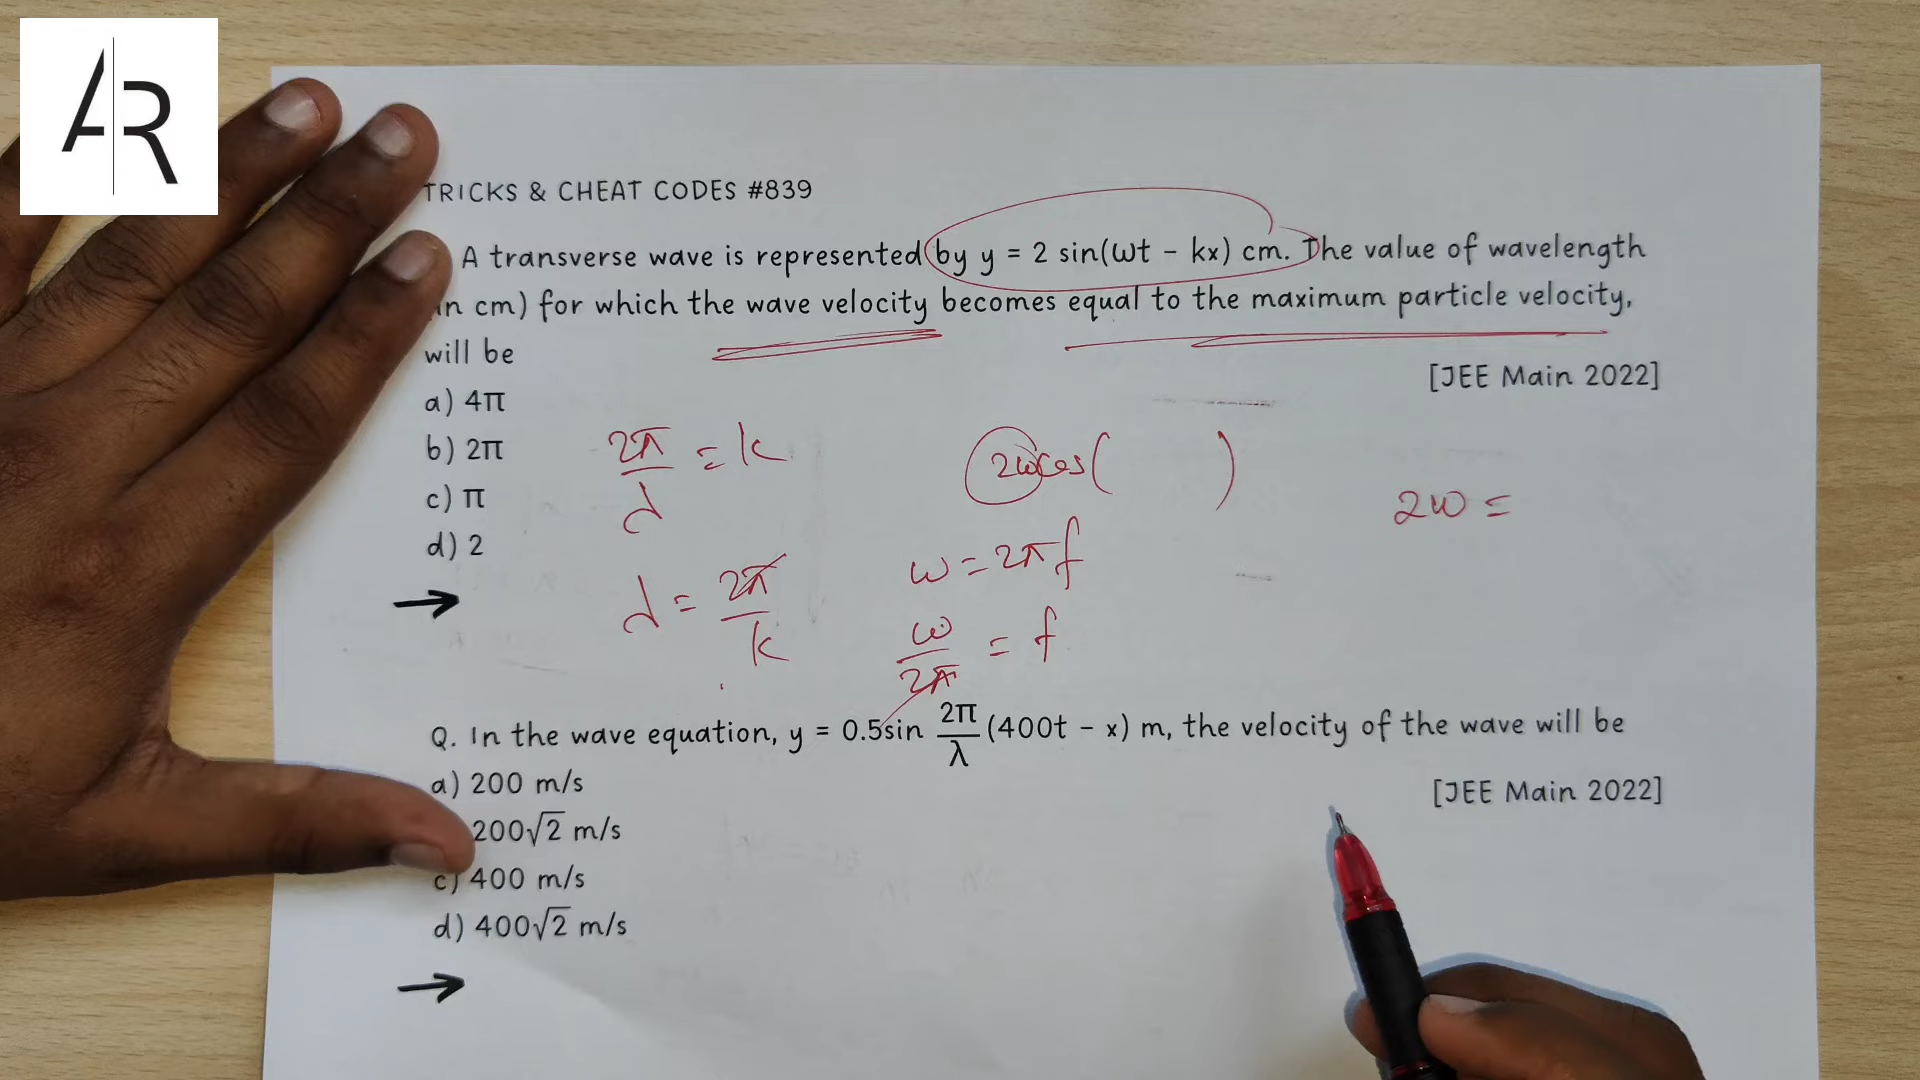 AR
TRICKS & CHEAT CODES #839
A transverse wave is represented by y = 2 sin(ωt - kx) cm. The value of wavelength
in cm) for which the wave velocity becomes equal to the maximum particle velocity,
will be
[JEE Main 2022]
a) 4π
b) 2π
c) π
d) 2
2π/λ = k
λ = 2π/k
2ωcos( )
ω = 2πf
ω/2π = f
2ω =
Q. In the wave equation, y = 0.5sin 2π/λ (400t - x) m, the velocity of the wave will be
[JEE Main 2022]
a) 200 m/s
200√2 m/s
c) 400 m/s
d) 400√2 m/s